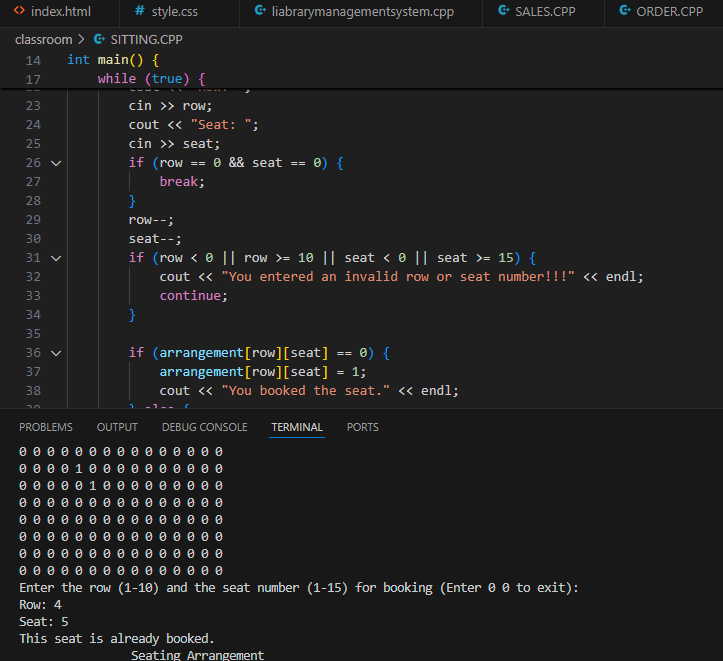 index.html style.css liabrarymanagementsystem.cpp SALES.CPP ORDER.CPP
classroom > SITTING.CPP
14 int main() {
17 while (true) {
23 cin >> row;
24 cout << "Seat: ";
25 cin >> seat;
26 if (row == 0 && seat == 0) {
27 break;
28 }
29 row--;
30 seat--;
31 if (row < 0 || row >= 10 || seat < 0 || seat >= 15) {
32 cout << "You entered an invalid row or seat number!!!" << endl;
33 continue;
34 }
35
36 if (arrangement[row][seat] == 0) {
37 arrangement[row][seat] = 1;
38 cout << "You booked the seat." << endl;
39 } else {
PROBLEMS OUTPUT DEBUG CONSOLE TERMINAL PORTS
0 0 0 0 0 0 0 0 0 0 0 0 0 0 0
0 0 0 0 1 0 0 0 0 0 0 0 0 0 0
0 0 0 0 0 1 0 0 0 0 0 0 0 0 0
0 0 0 0 0 0 0 0 0 0 0 0 0 0 0
0 0 0 0 0 0 0 0 0 0 0 0 0 0 0
0 0 0 0 0 0 0 0 0 0 0 0 0 0 0
0 0 0 0 0 0 0 0 0 0 0 0 0 0 0
0 0 0 0 0 0 0 0 0 0 0 0 0 0 0
Enter the row (1-10) and the seat number (1-15) for booking (Enter 0 0 to exit):
Row: 4
Seat: 5
This seat is already booked.
Seating Arrangement